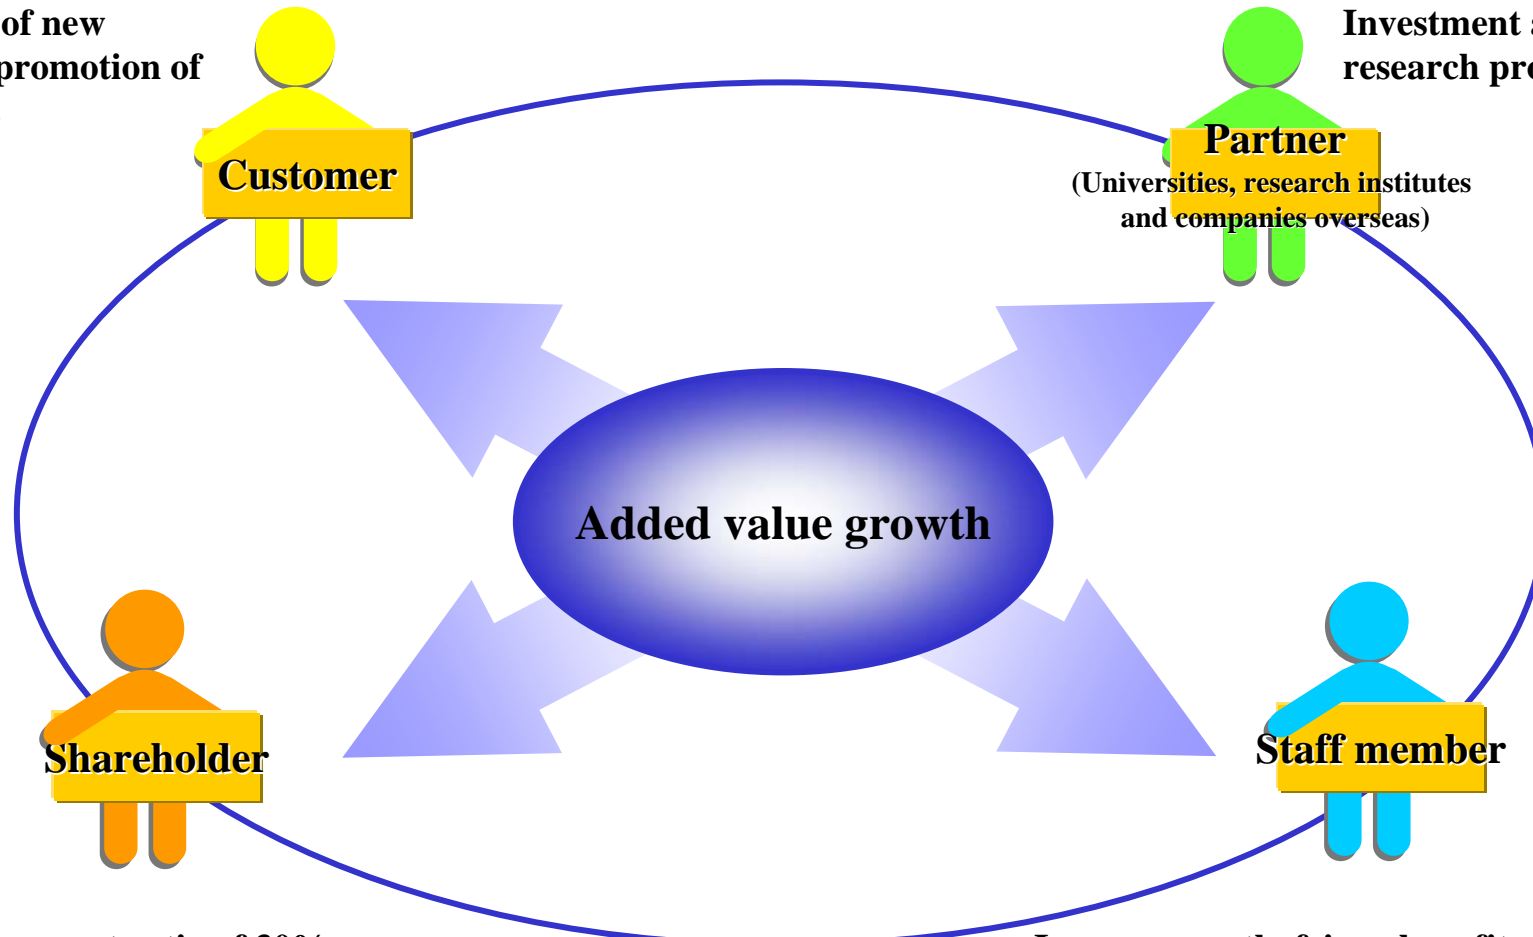 of new
promotion of
Investment
research
Customer
Partner
(Universities, research institutes
and companies overseas)
Added value growth
Shareholder
Staff member